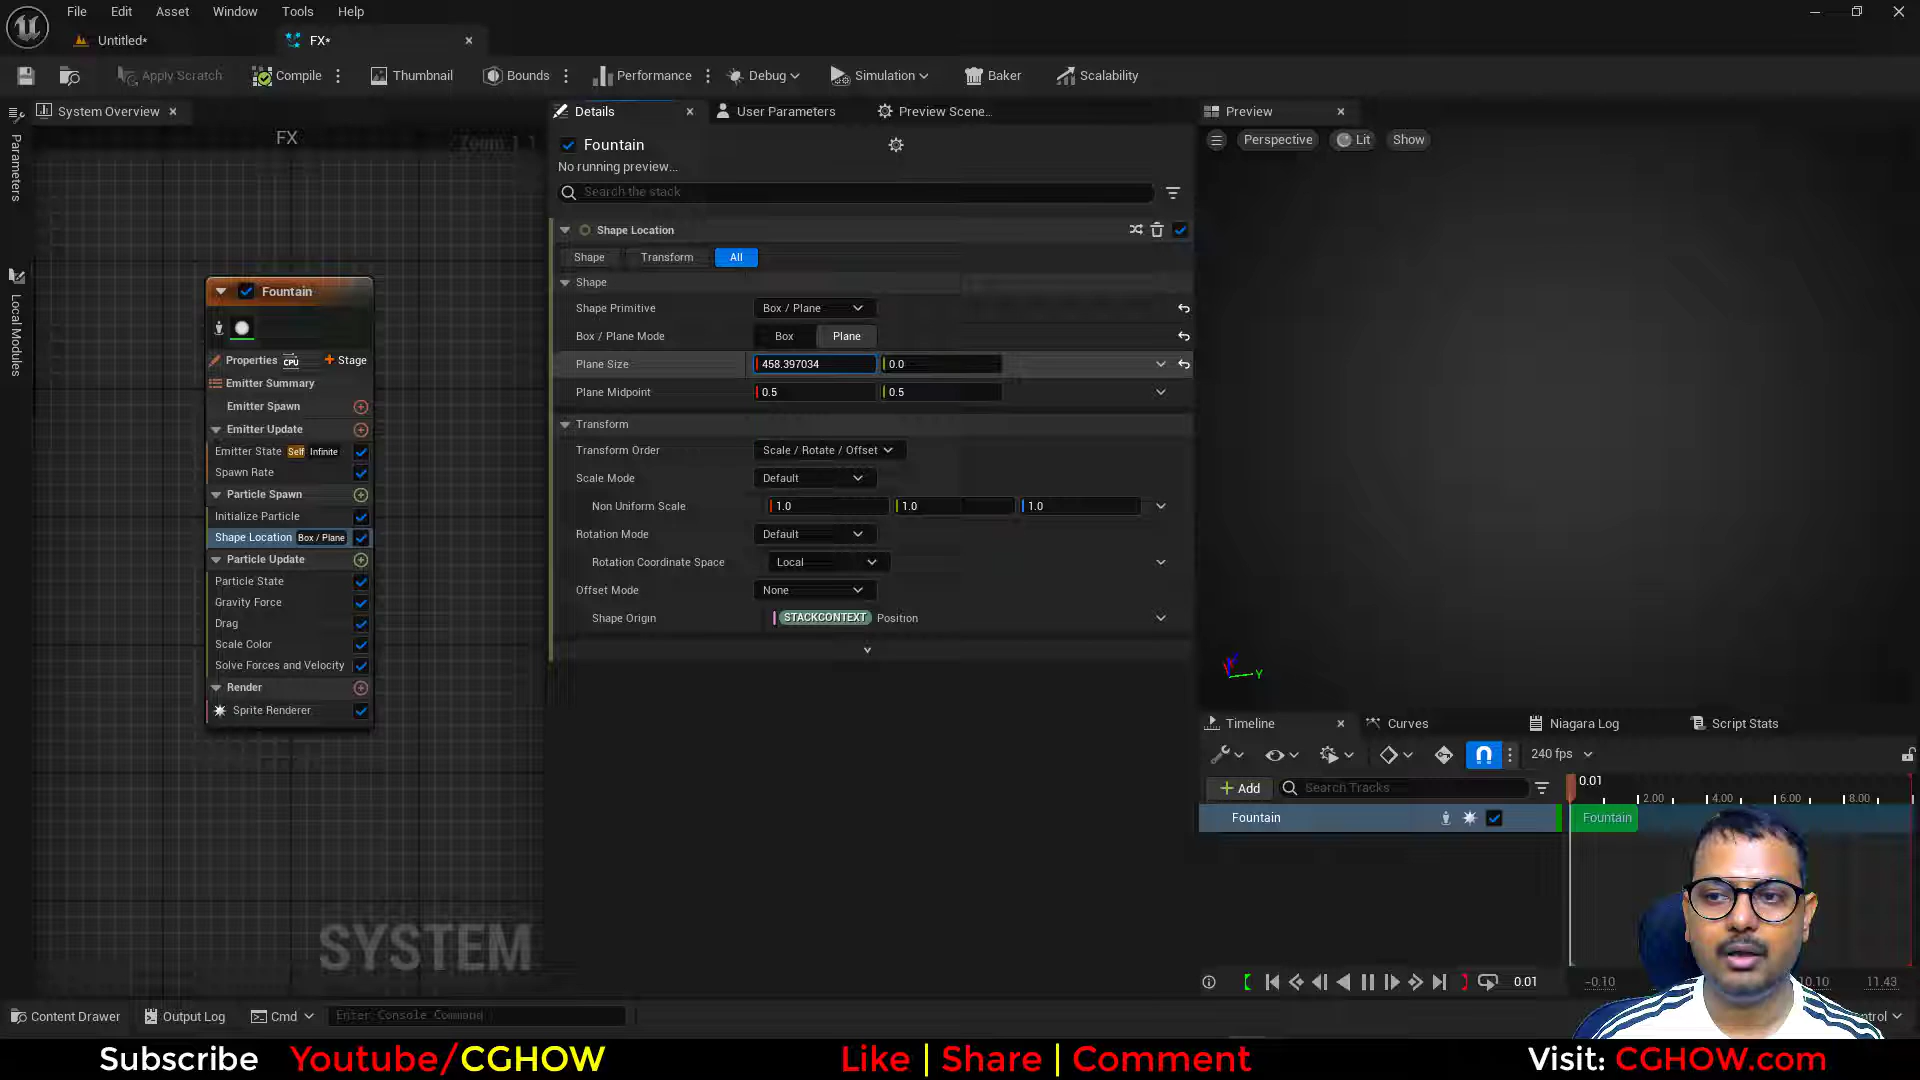 File Edit Asset Window Tools Help
Untitled* FX*
Apply Scratch Compile Thumbnail Bounds Performance Debug Simulation Baker Scalability
System Overview Details User Parameters Preview Scene... Preview
Parameters
Local Modules
FX
Zoom 1:1
Fountain
No running preview...
Search the stack
Perspective Lit Show
Shape Location
Shape Transform All
Shape
Shape Primitive Box / Plane
Box / Plane Mode Box Plane
Plane Size 458.397034 0.0
Plane Midpoint 0.5 0.5
Transform
Transform Order Scale / Rotate / Offset
Scale Mode Default
Non Uniform Scale 1.0 1.0 1.0
Rotation Mode Default
Rotation Coordinate Space Local
Offset Mode None
Shape Origin STACKCONTEXT Position
Fountain
Properties CPU Stage
Emitter Summary
Emitter Spawn
Emitter Update
Emitter State Self Infinite
Spawn Rate
Particle Spawn
Initialize Particle
Shape Location Box / Plane
Particle Update
Particle State
Gravity Force
Drag
Scale Color
Solve Forces and Velocity
Render
Sprite Renderer
SYSTEM
Y
Timeline Curves Niagara Log Script Stats
240 fps
Add Search Tracks 0.01
2.00 4.00 6.00 8.00
Fountain Fountain
0.01 -0.10 10.10 11.43
Content Drawer Output Log Cmd Enter Console Command
Subscribe Youtube/CGHOW Like | Share | Comment Visit: CGHOW.com